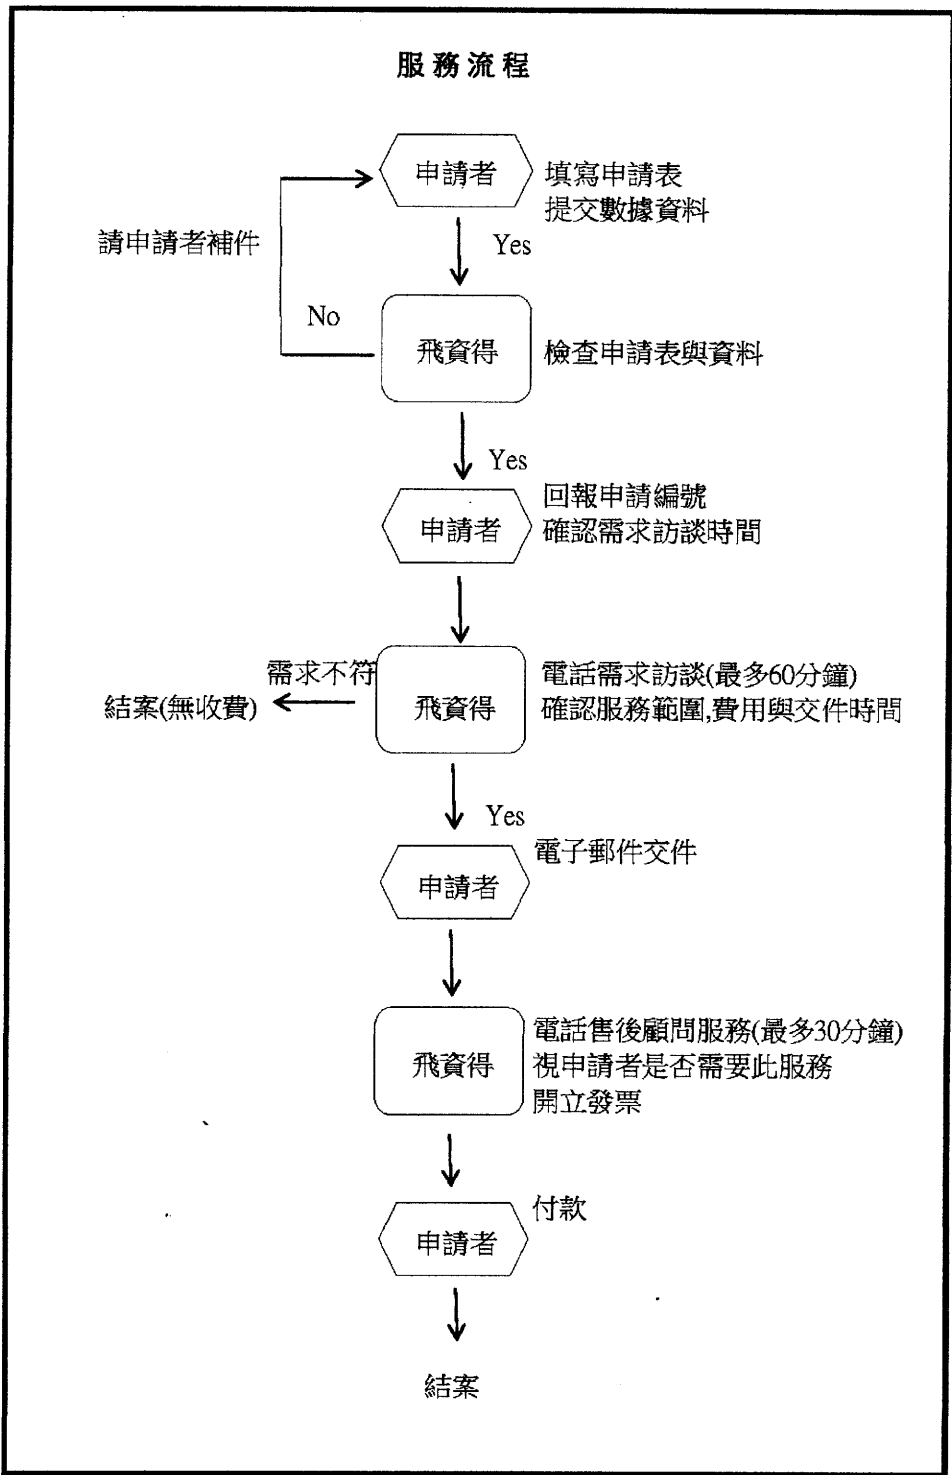 服務流程
申請者
填寫申請表
提交數據資料
Yes
請申請者補件
No
飛資得
檢查申請表與資料
Yes
申請者
回報申請編號
確認需求訪談時間
需求不符
結案(無收費)
飛資得
電話需求訪談(最多60分鐘)
確認服務範圍,費用與交件時間
Yes
申請者
電子郵件交件
飛資得
電話售後顧問服務(最多30分鐘)
視申請者是否需要此服務
開立發票
申請者
付款
結案